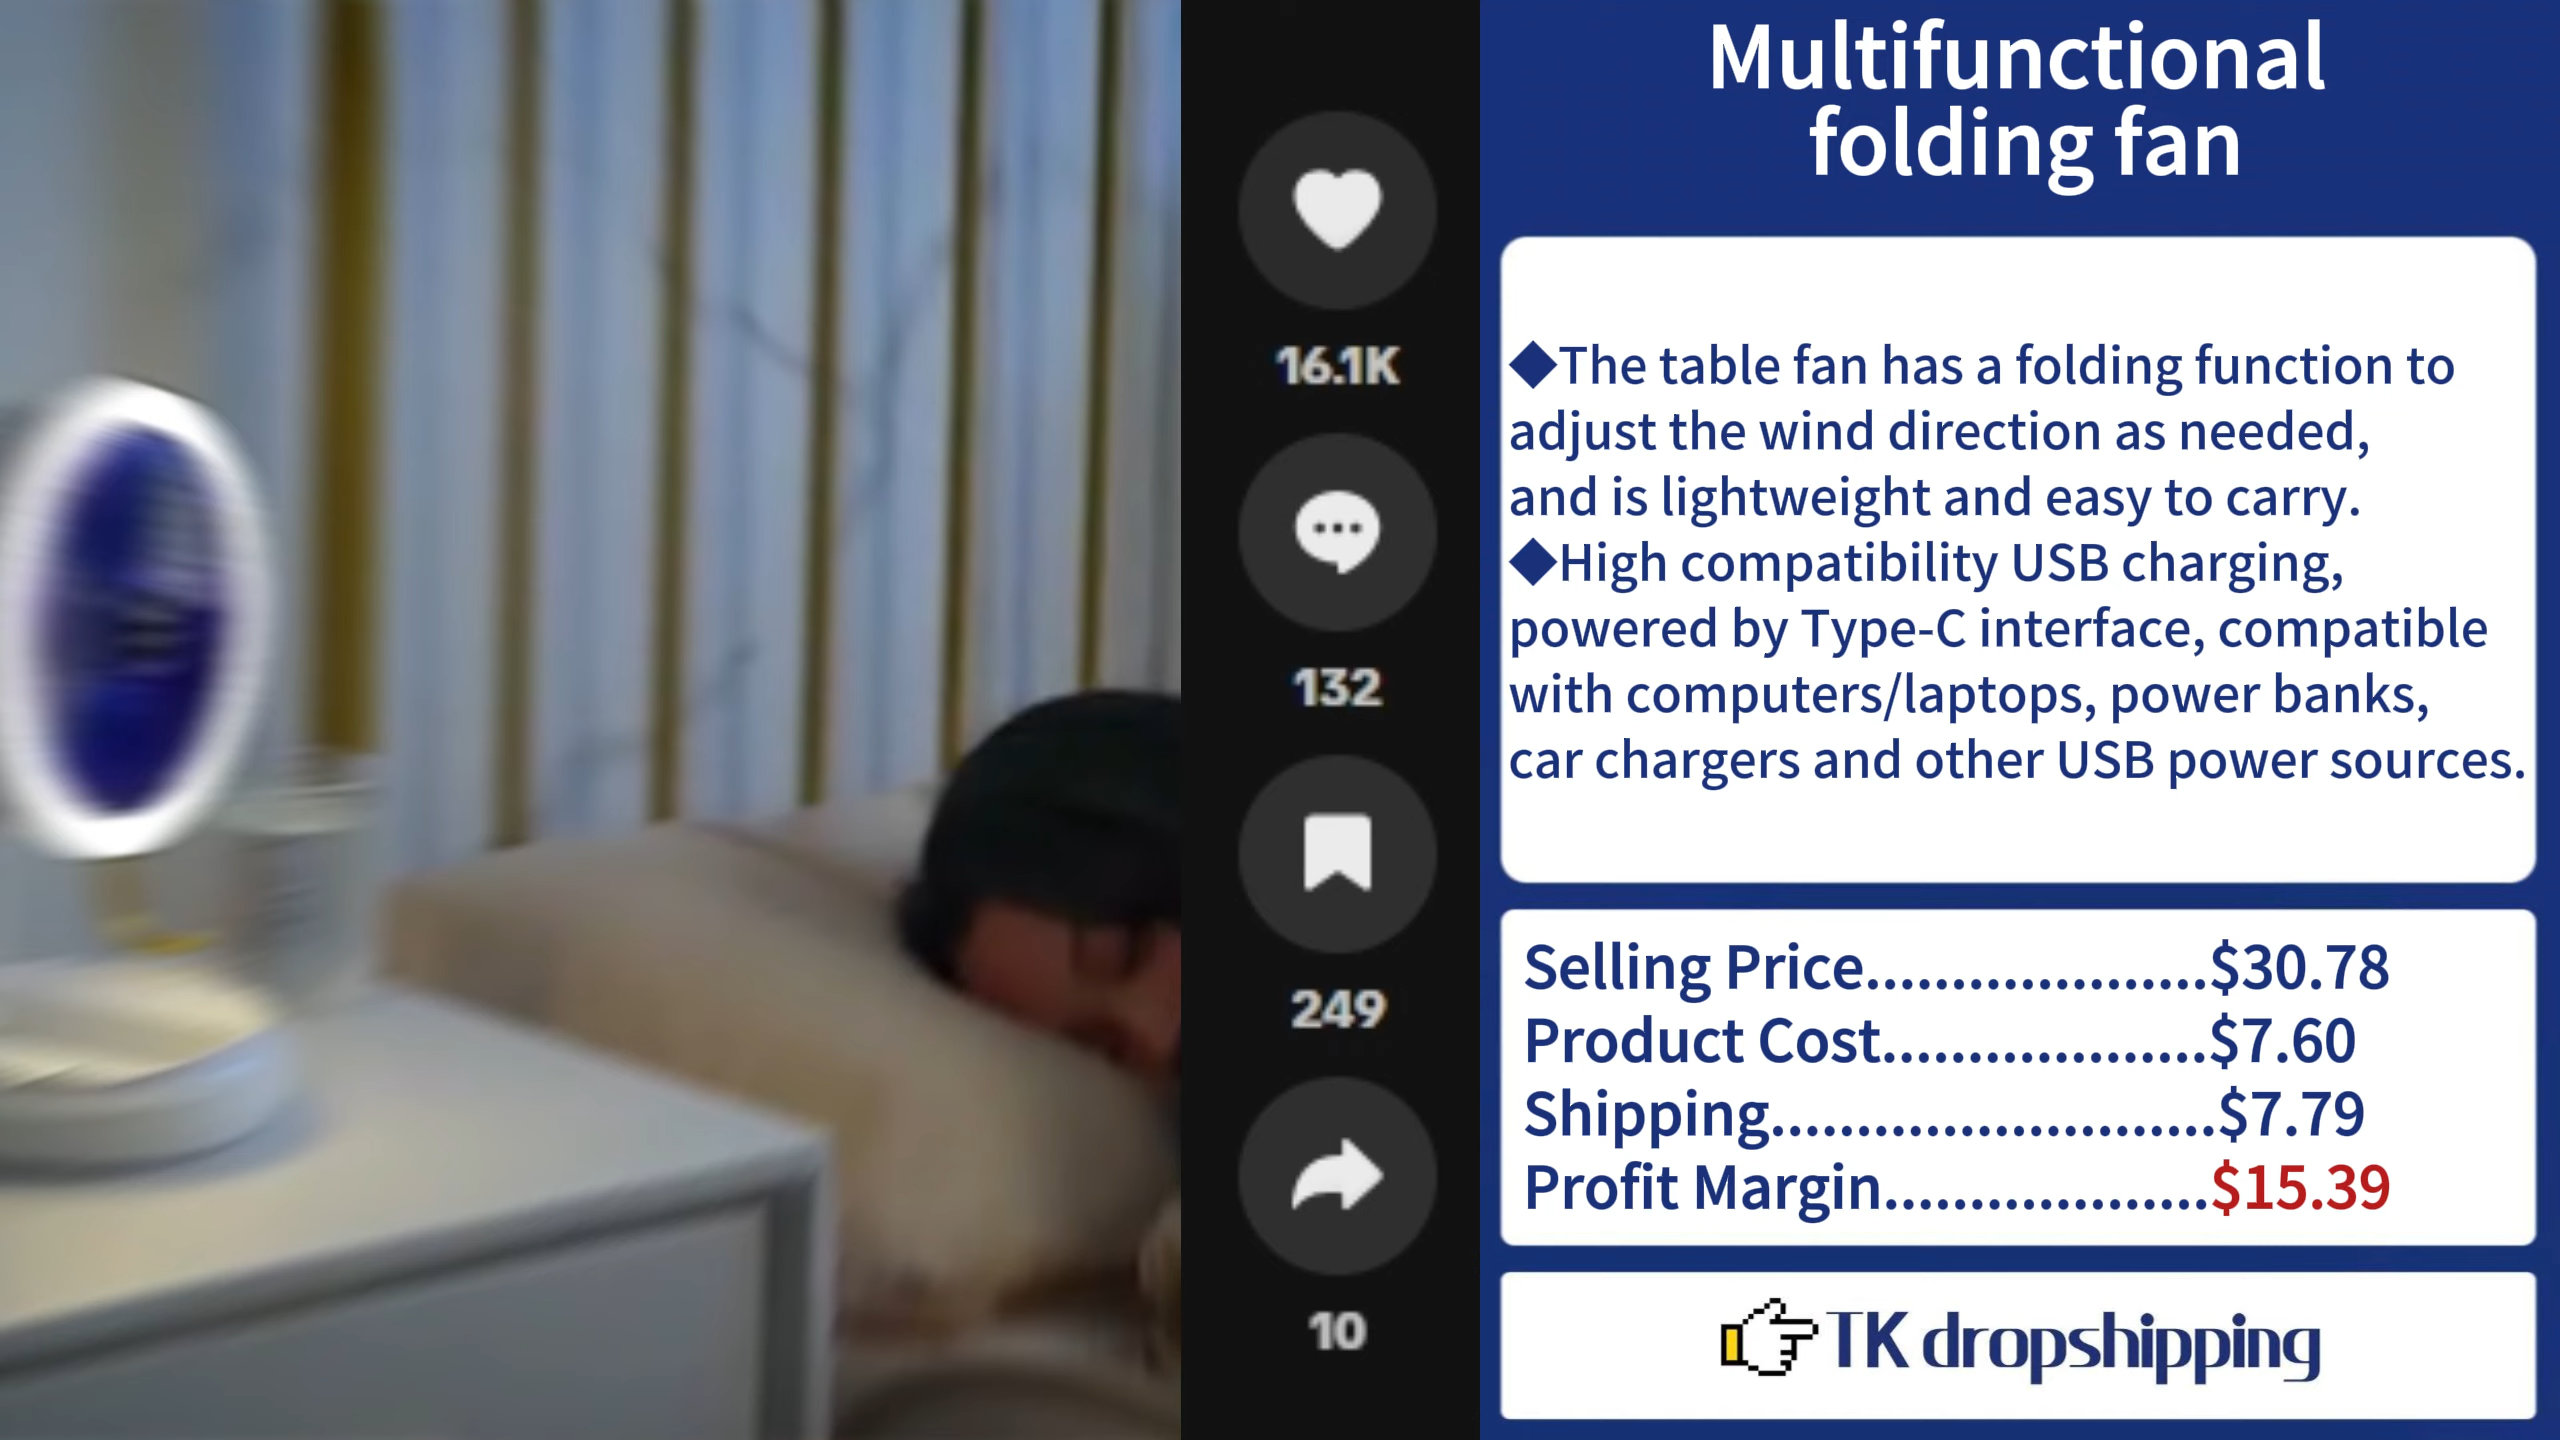 16.1K
132
249
10
Multifunctional
folding fan
◆The table fan has a folding function to
adjust the wind direction as needed,
and is lightweight and easy to carry.
◆High compatibility USB charging,
powered by Type-C interface, compatible
with computers/laptops, power banks,
car chargers and other USB power sources.
Selling Price....................$30.78
Product Cost...................$7.60
Shipping..........................$7.79
Profit Margin...................$15.39
TK dropshipping